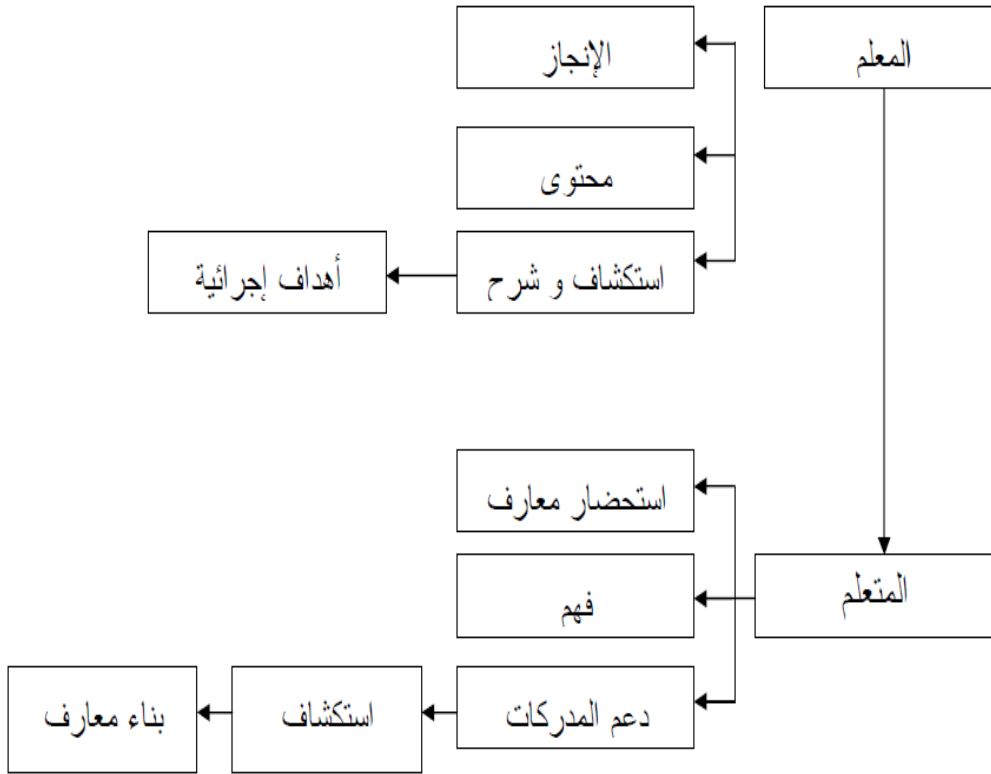 المعلم
الإنجاز
محتوى
استكشاف و شرح
أهداف إجرائية
استحضار معارف
المتعلم
فهم
دعم المدركات
استكشاف
بناء معارف